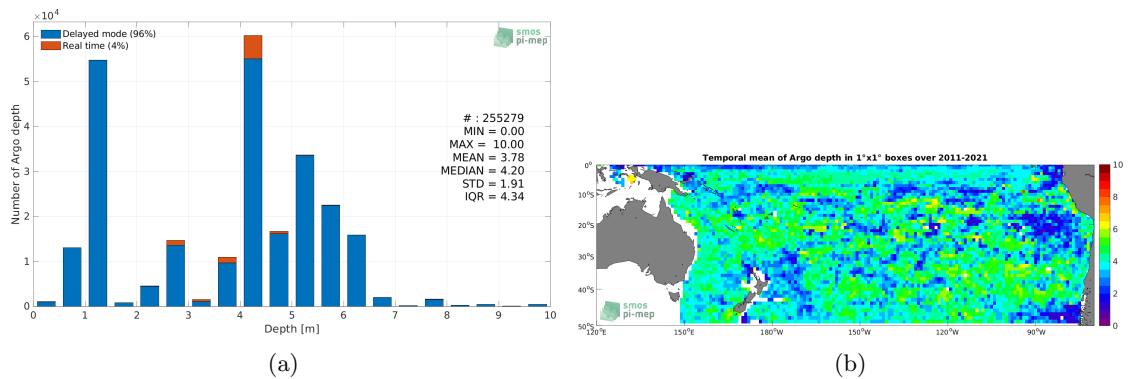 ×10⁴
Delayed mode (96%)
Real time (4%)
smos
pi-mep
# : 255279
MIN = 0.00
MAX = 10.00
MEAN = 3.78
MEDIAN = 4.20
STD = 1.91
IQR = 4.34
Number of Argo depth
6
5
4
3
2
1
0
0 1 2 3 4 5 6 7 8 9 10
Depth [m]
(a)
Temporal mean of Argo depth in 1°x1° boxes over 2011-2021
0°
10°S
20°S
30°S
40°S
50°S
120°E 150°E 180°W 150°W 120°W 90°W
smos
pi-mep
10
8
6
4
2
0
(b)